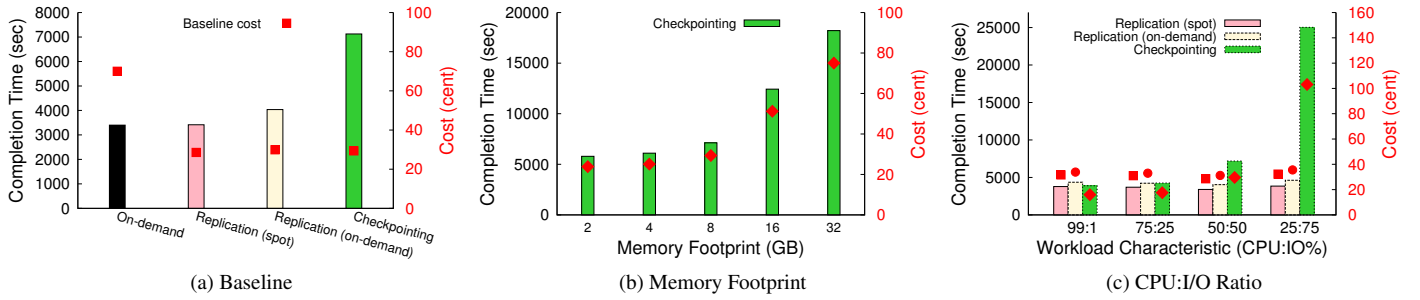 Completion Time (sec)
8000
7000
6000
5000
4000
3000
2000
1000
0
Baseline cost
100
80
60
40
20
0
Cost (cent)
On-demand
Replication (spot)
Replication (on-demand)
Checkpointing
(a) Baseline
Completion Time (sec)
20000
15000
10000
5000
0
Checkpointing
100
80
60
40
20
0
Cost (cent)
2 4 8 16 32
Memory Footprint (GB)
(b) Memory Footprint
Completion Time (sec)
25000
20000
15000
10000
5000
0
Replication (spot)
Replication (on-demand)
Checkpointing
160
140
120
100
80
60
40
20
0
Cost (cent)
99:1 75:25 50:50 25:75
Workload Characteristic (CPU:IO%)
(c) CPU:I/O Ratio